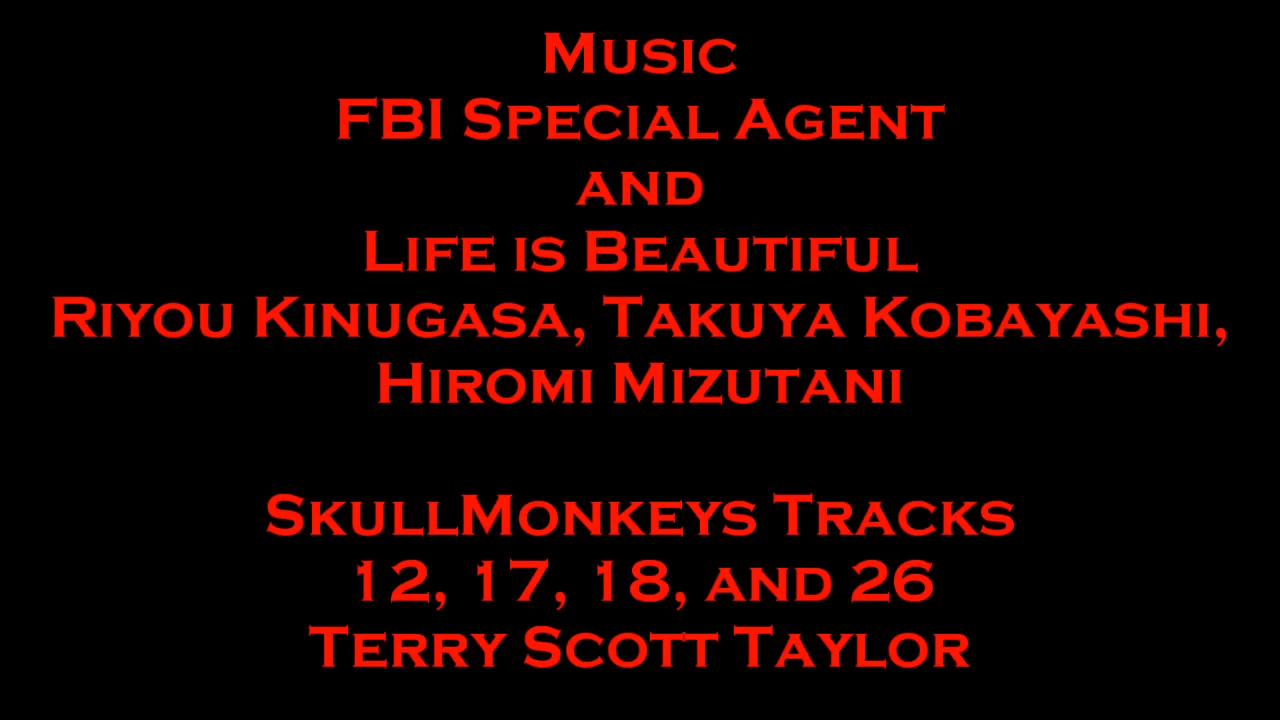 Music
FBI Special Agent
and
Life is Beautiful
Riyou Kinugasa, Takuya Kobayashi,
Hiromi Mizutani
SkullMonkeys Tracks
12, 17, 18, and 26
Terry Scott Taylor